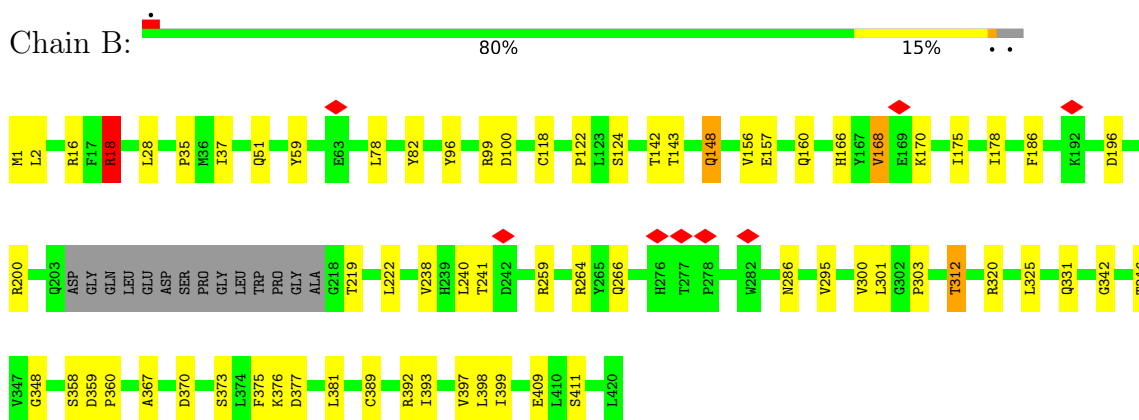 Chain B:
80% 15%
M1 L2 R16 F17 R18 L28 P35 M36 I37 Q51 Y59 E63 L78 Y82 Y96 R99 D100 C118 P122 L123 S124 T142 T143 Q148 V156 E157 Q160 H166 Y167 V168 E169 K170 I175 I178 F186 K192 D196
R200 Q203 ASP GLY GLN LEU GLU ASP SER PRO GLY LEU TRP PRO GLY ALA G218 T219 L222 V238 H239 L240 T241 D242 R259 R264 Y265 Q266 H276 T277 P278 W282 N286 V295 V300 L301 G302 P303 T312 R320 L325 Q331 G342
V347 G348 S358 D359 P360 A367 D370 S373 L374 F375 K376 D377 L381 C389 R392 I393 V397 L398 I399 E409 L410 S411 L420